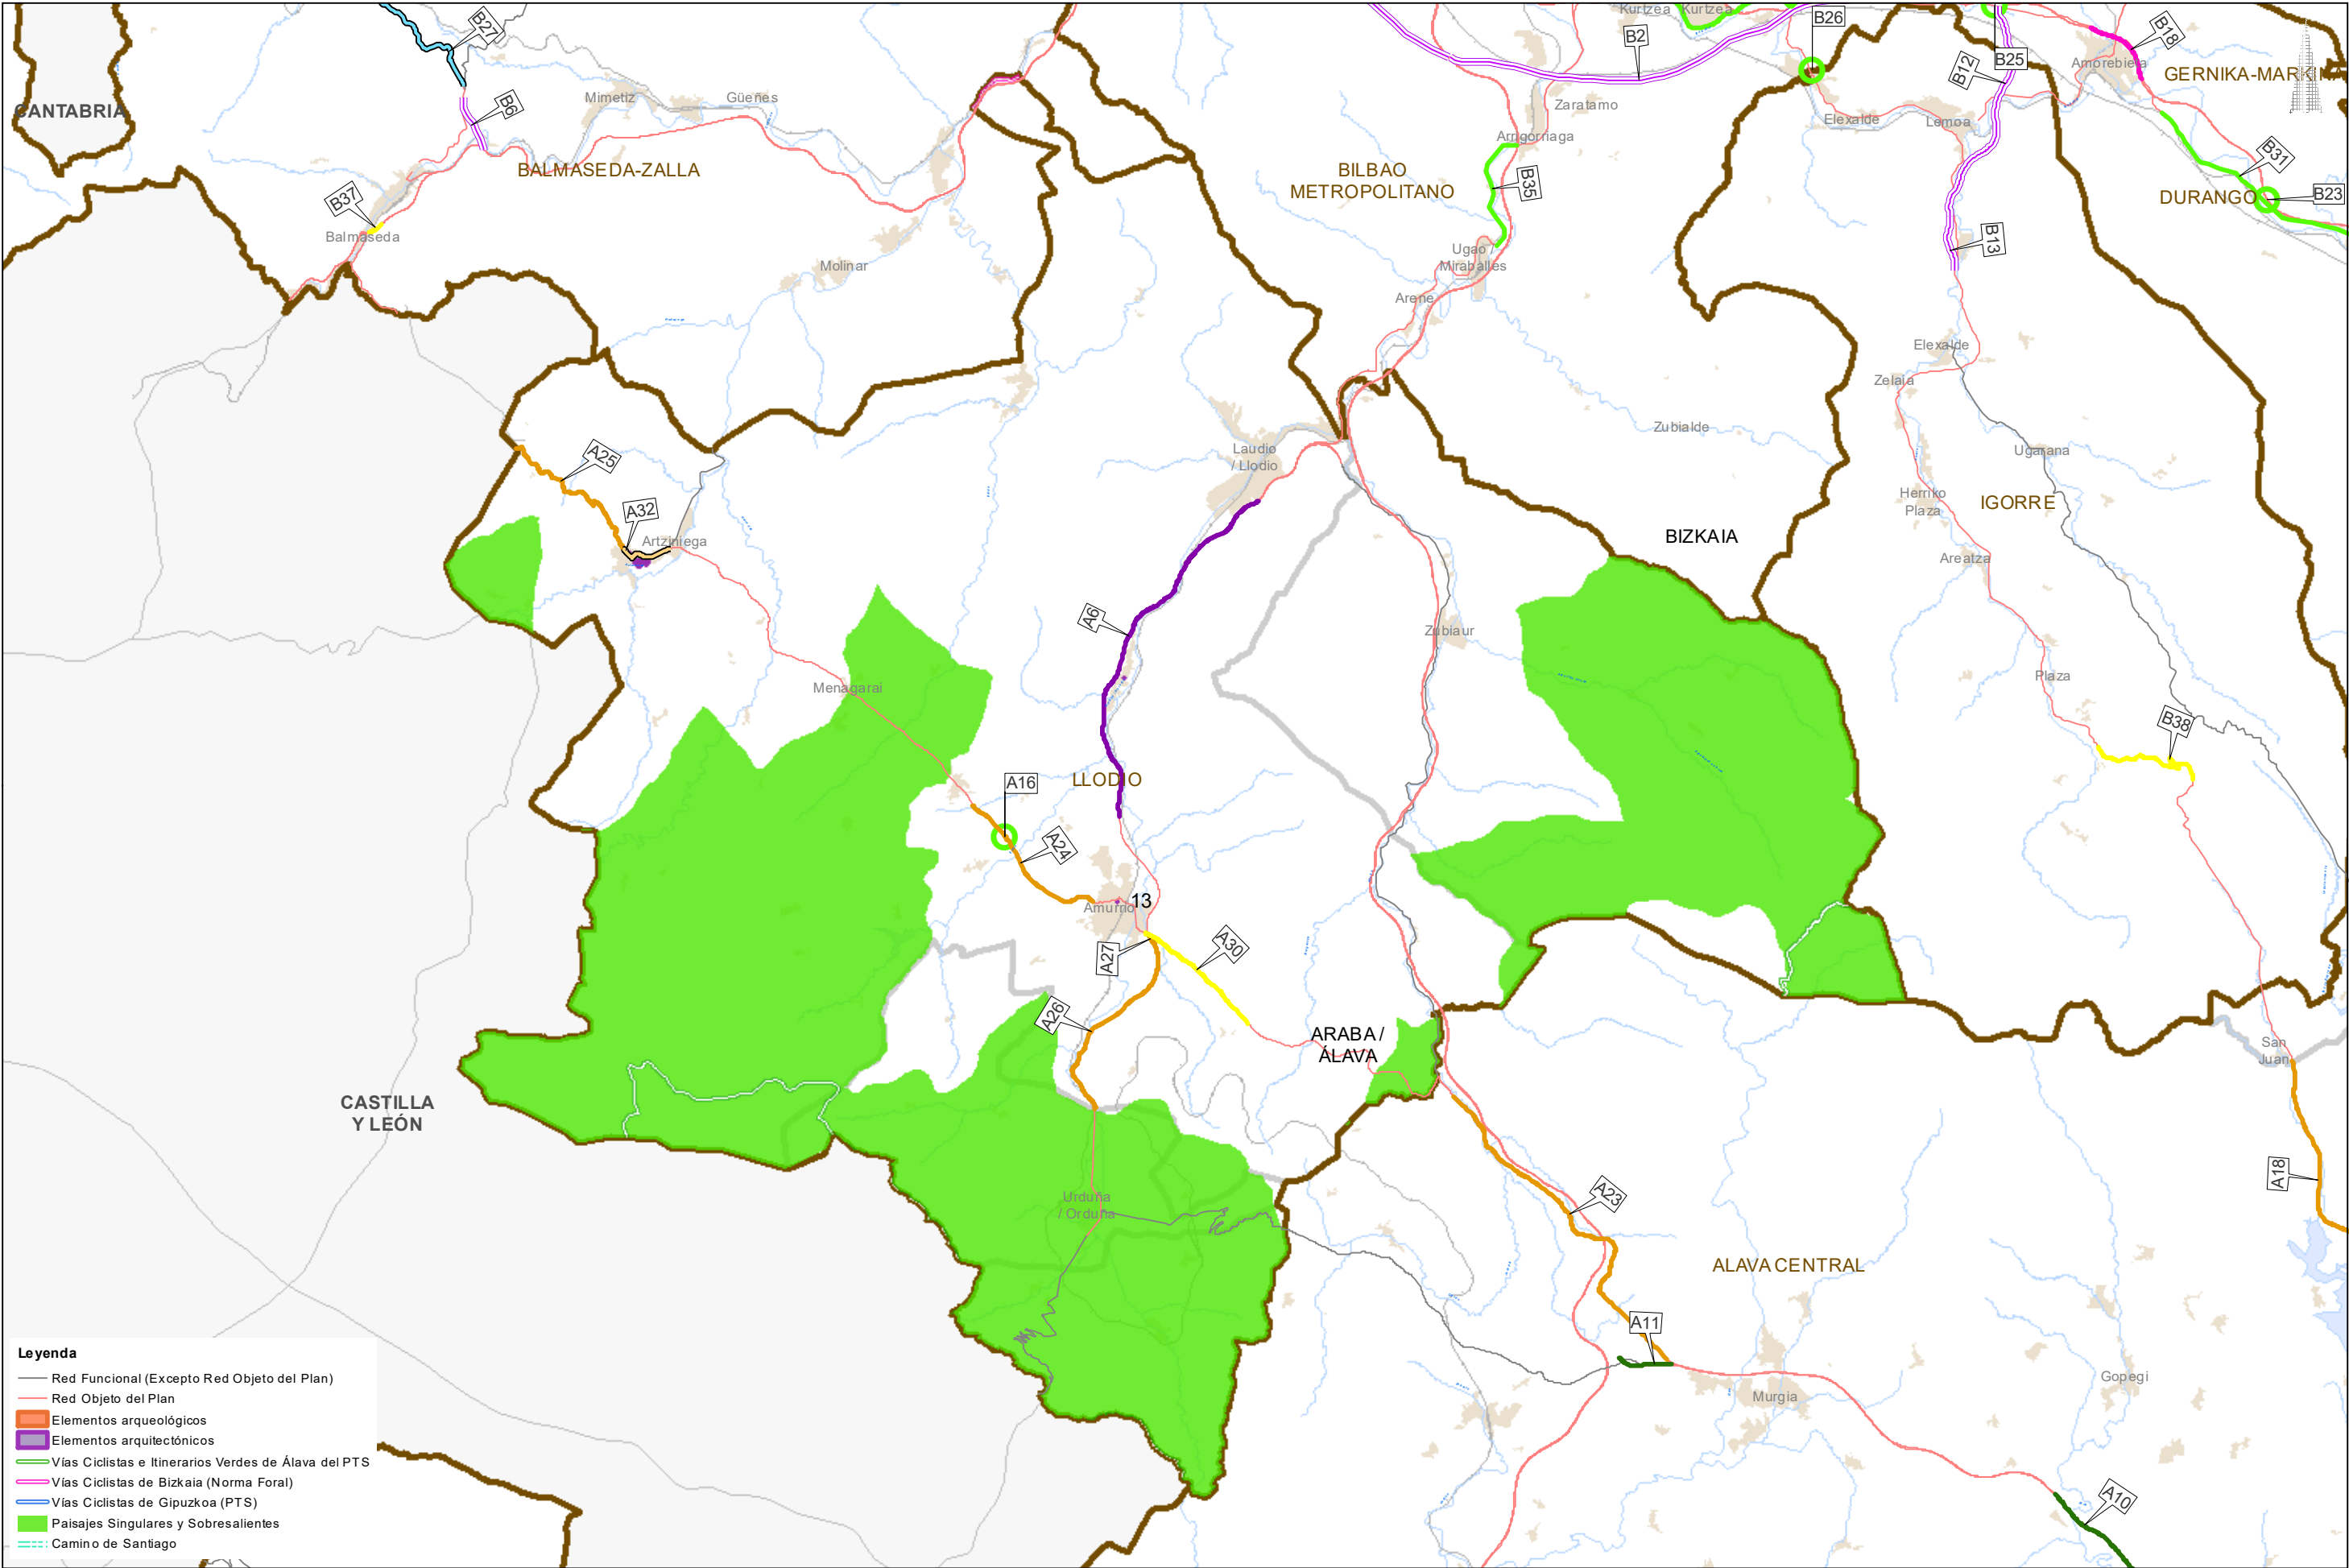 Kurtzea
Kurtzea
B26
B27
B2
B18
B25
B12
Amorebieta
CANTABRIA
B6
Mimetiz
Güeñes
Zaratamo
Elexalde
Lemoa
Arrigorriaga
BALMASEDA-ZALLA
BILBAO
METROPOLITANO
B35
B31
DURANGO
B23
B37
Balmaseda
Molinar
Ugao /
Miraballes
B13
Arene
Elexalde
Zelaia
Zubialde
Laudio
/ Llodio
Ugarana
A25
Herriko
Plaza
IGORRE
A32
Artziniega
BIZKAIA
Areatza
A6
Zubiaur
Menagarai
Plaza
B38
LLODIO
A16
A24
Amurrio
13
A27
A30
A26
ARABA /
ÁLAVA
San
Juan
CASTILLA
Y LEÓN
A18
A23
Urduña
/ Orduña
ALAVA CENTRAL
A11
Murgia
Gopegi
A10
Leyenda
Red Funcional (Excepto Red Objeto del Plan)
Red Objeto del Plan
Elementos arqueológicos
Elementos arquitectónicos
Vías Ciclistas e Itinerarios Verdes de Álava del PTS
Vías Ciclistas de Bizkaia (Norma Foral)
Vías Ciclistas de Gipuzkoa (PTS)
Paisajes Singulares y Sobresalientes
Camino de Santiago